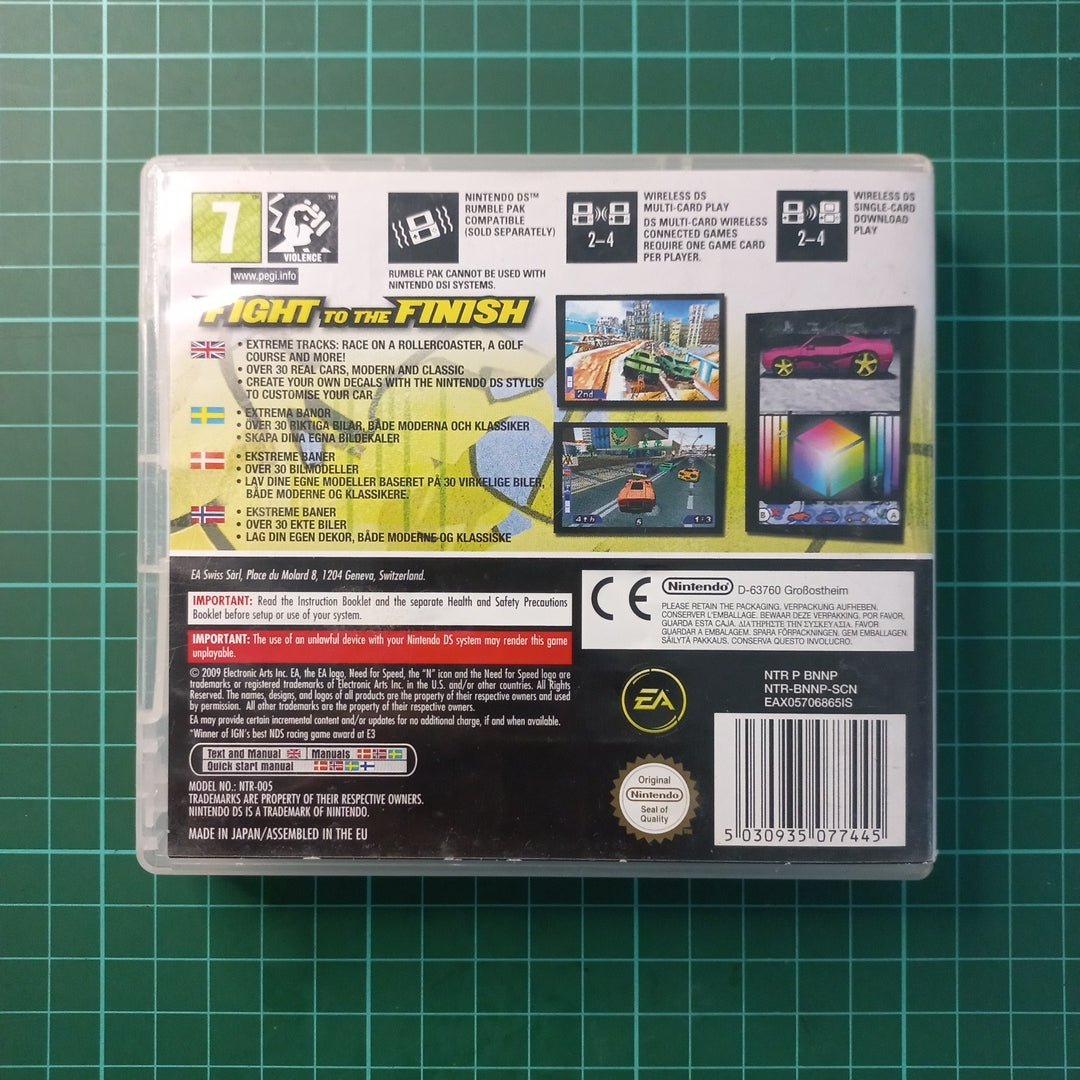 7
VIOLENCE
www.pegi.info
NINTENDO DS™
RUMBLE PAK
COMPATIBLE
(SOLD SEPARATELY)
RUMBLE PAK CANNOT BE USED WITH
NINTENDO DSI SYSTEMS.
2-4
WIRELESS DS
MULTI-CARD PLAY
DS MULTI-CARD WIRELESS
CONNECTED GAMES
REQUIRE ONE GAME CARD
PER PLAYER.
2-4
WIRELESS DS
SINGLE-CARD
DOWNLOAD
PLAY
FIGHT TO THE FINISH
• EXTREME TRACKS: RACE ON A ROLLERCOASTER, A GOLF
COURSE AND MORE!
• OVER 30 REAL CARS, MODERN AND CLASSIC
• CREATE YOUR OWN DECALS WITH THE NINTENDO DS STYLUS
TO CUSTOMISE YOUR CAR
• EXTREMA BANOR
• ÖVER 30 RIKTIGA BILAR, BÅDE MODERNA OCH KLASSIKER
• SKAPA DINA EGNA BILDEKALER
• EKSTREME BANER
• OVER 30 BILMODELLER
• LAV DINE EGNE MODELLER BASERET PÅ 30 VIRKELIGE BILER,
BÅDE MODERNE OG KLASSIKERE.
• EKSTREME BANER
• OVER 30 EKTE BILER
• LAG DIN EGEN DEKOR, BÅDE MODERNE OG KLASSISKE
2nd
4th
1:3
B
A
EA Swiss Sàrl, Place du Molard 8, 1204 Geneva, Switzerland.
IMPORTANT: Read the Instruction Booklet and the separate Health and Safety Precautions
Booklet before setup or use of your system.
IMPORTANT: The use of an unlawful device with your Nintendo DS system may render this game
unplayable.
© 2009 Electronic Arts Inc. EA, the EA logo, Need for Speed, the "N" icon and the Need for Speed logo are
trademarks or registered trademarks of Electronic Arts Inc. in the U.S. and/or other countries. All Rights
Reserved. The names, designs, and logos of all products are the property of their respective owners and used
by permission. All other trademarks are the property of their respective owners.
EA may provide certain incremental content and/or updates for no additional charge, if and when available.
*Winner of IGN's best NDS racing game award at E3
Text and Manual
Manuals
Quick start manual
MODEL NO.: NTR-005
TRADEMARKS ARE PROPERTY OF THEIR RESPECTIVE OWNERS.
NINTENDO DS IS A TRADEMARK OF NINTENDO.
MADE IN JAPAN/ASSEMBLED IN THE EU
CE
Nintendo D-63760 Großostheim
PLEASE RETAIN THE PACKAGING. VERPACKUNG AUFHEBEN.
CONSERVER L'EMBALLAGE. BEWAAR DEZE VERPAKKING. POR FAVOR,
GUARDA ESTA CAJA. ΔΙΑΤΗΡΗΣΤΕ ΤΗΝ ΣΥΣΚΕΥΑΣΙΑ. FAVOR
GUARDAR A EMBALAGEM. SPARA FÖRPACKNINGEN. GEM EMBALLAGEN.
SÄILYTÄ PAKKAUS. CONSERVA QUESTO INVOLUCRO.
EA
NTR P BNNP
NTR-BNNP-SCN
EAX05706865IS
Original
Nintendo
Seal of
Quality
5 030935 077445